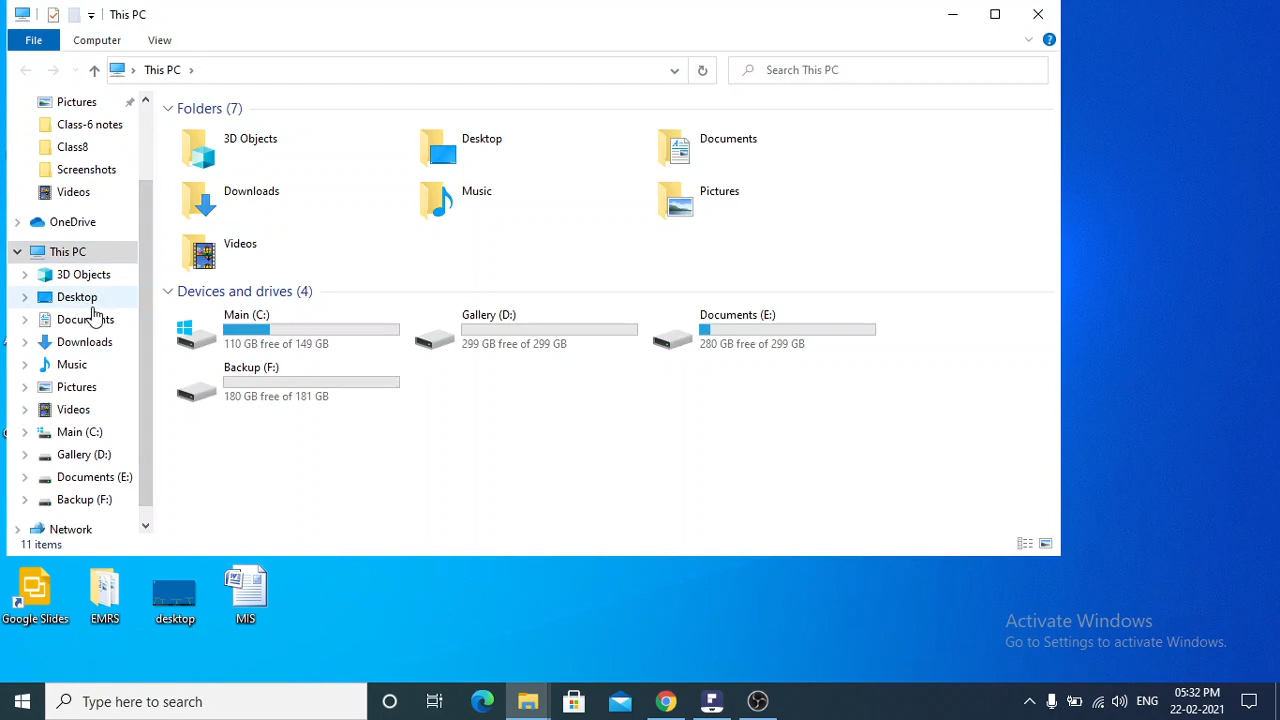 This PC
File Computer View
This PC
Search This PC
Pictures
Class-6 notes
Class8
Screenshots
Videos
OneDrive
This PC
3D Objects
Desktop
Documents
Downloads
Music
Pictures
Videos
Main (C:)
Gallery (D:)
Documents (E:)
Backup (F:)
Network
11 items
Folders (7)
3D Objects Desktop Documents
Downloads Music Pictures
Videos
Devices and drives (4)
Main (C:)
110 GB free of 149 GB
Gallery (D:)
299 GB free of 299 GB
Documents (E:)
280 GB free of 299 GB
Backup (F:)
180 GB free of 181 GB
Google Slides EMRS desktop MIS
Activate Windows
Go to Settings to activate Windows.
Type here to search
ENG
05:32 PM
22-02-2021